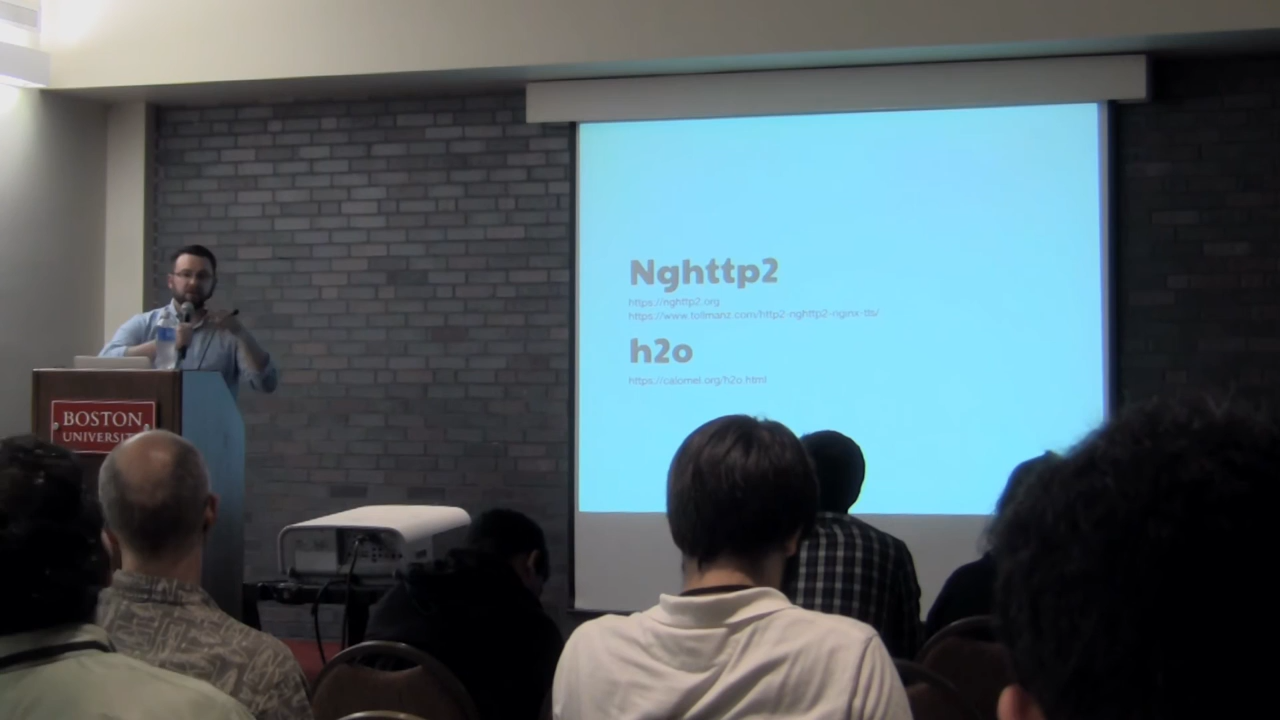 BOSTON
UNIVERSITY
Nghttp2
https://nghttp2.org
https://www.tollmanz.com/http2-nghttp2-nginx-tls/
h2o
https://calomel.org/h2o.html